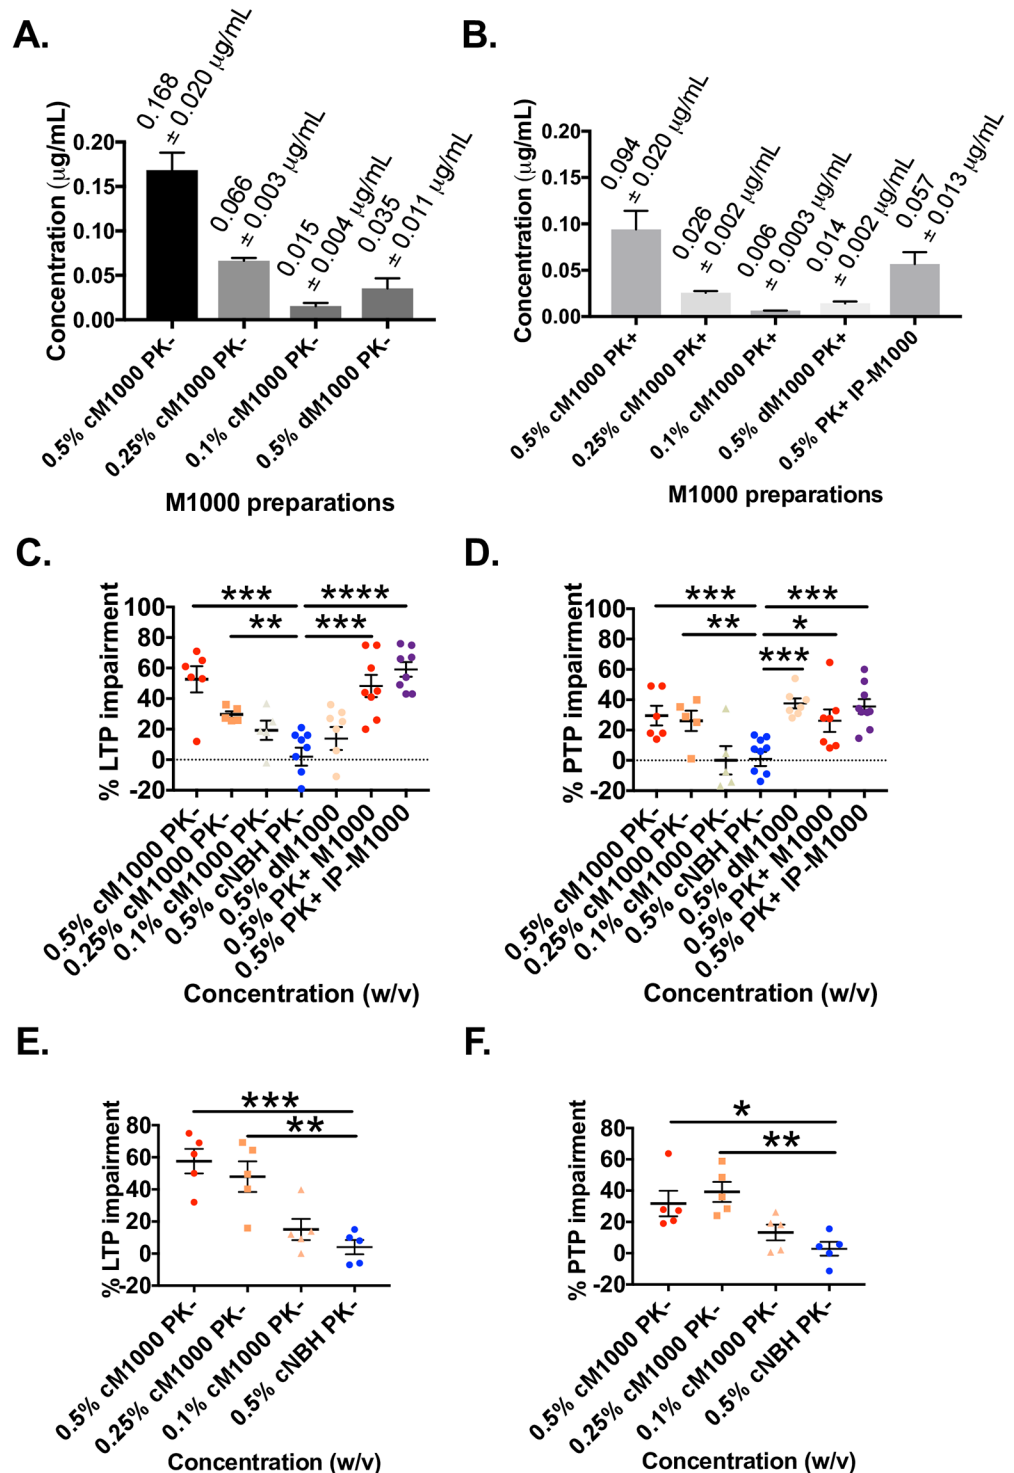 A.
0.168
± 0.020 µg/mL
0.066
± 0.003 µg/mL
0.015
± 0.004 µg/mL
0.035
± 0.011 µg/mL
Concentration (µg/mL)
0.20
0.15
0.10
0.05
0.00
0.5% cM1000 PK-
0.25% cM1000 PK-
0.1% cM1000 PK-
0.5% dM1000 PK-
M1000 preparations
B.
0.094
± 0.020 µg/mL
0.026
± 0.002 µg/mL
0.006
± 0.0003 µg/mL
0.014
± 0.002 µg/mL
0.057
± 0.013 µg/mL
Concentration (µg/mL)
0.20
0.15
0.10
0.05
0.00
0.5% cM1000 PK+
0.25% cM1000 PK+
0.1% cM1000 PK+
0.5% dM1000 PK+
0.5% PK+ IP-M1000
M1000 preparations
C.
% LTP impairment
100
80
60
40
20
0
-20
*** ****
** ***
0.5% cM1000 PK-
0.25% cM1000 PK-
0.1% cM1000 PK-
0.5% cNBH PK-
0.5% dM1000
0.5% PK+ M1000
0.5% PK+ IP-M1000
Concentration (w/v)
D.
% PTP impairment
100
80
60
40
20
0
-20
*** ***
** *
***
0.5% cM1000 PK-
0.25% cM1000 PK-
0.1% cM1000 PK-
0.5% cNBH PK-
0.5% dM1000
0.5% PK+ M1000
0.5% PK+ IP-M1000
Concentration (w/v)
E.
% LTP impairment
80
60
40
20
0
-20
***
**
0.5% cM1000 PK-
0.25% cM1000 PK-
0.1% cM1000 PK-
0.5% cNBH PK-
Concentration (w/v)
F.
% PTP impairment
80
60
40
20
0
-20
*
**
0.5% cM1000 PK-
0.25% cM1000 PK-
0.1% cM1000 PK-
0.5% cNBH PK-
Concentration (w/v)